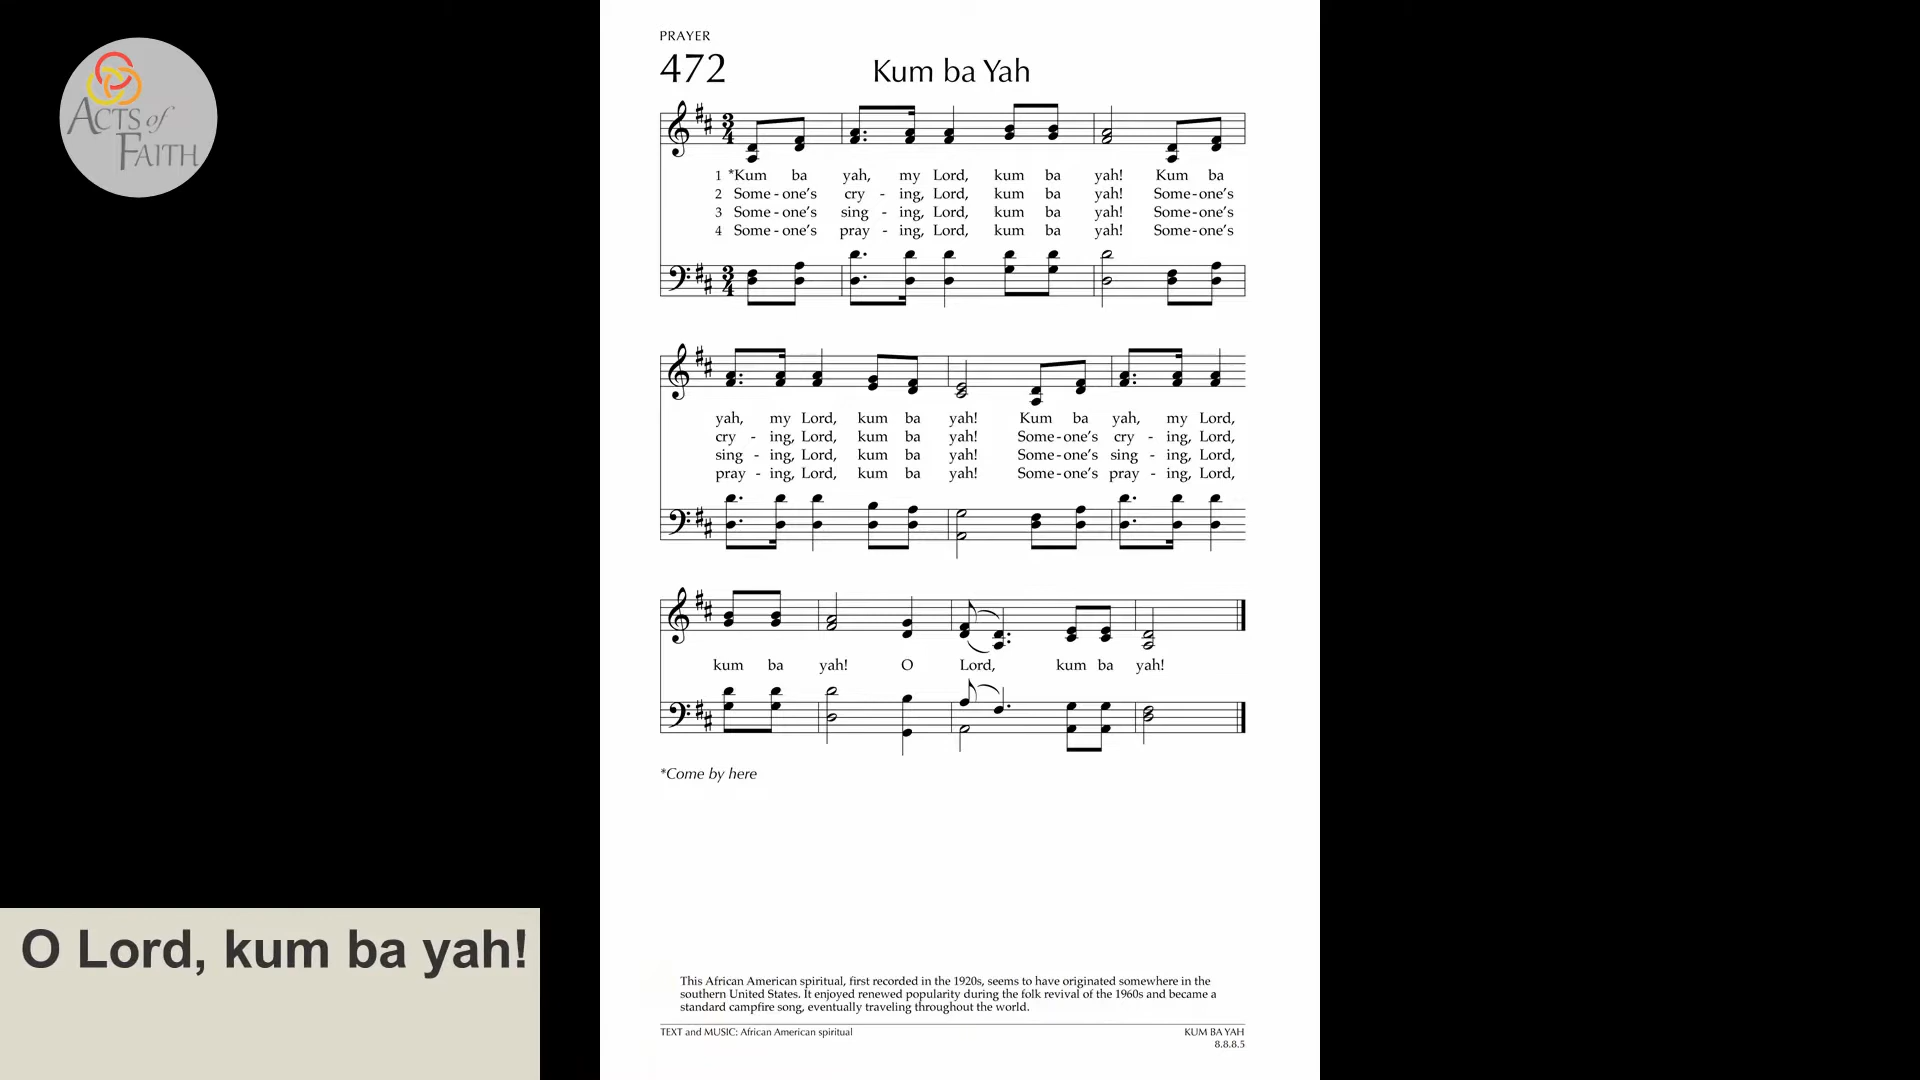 ACTS of
FAITH
PRAYER
472
Kum ba Yah
3
4
1 *Kum ba yah, my Lord, kum ba yah! Kum ba
2 Some-one's cry - ing, Lord, kum ba yah! Some-one's
3 Some-one's sing - ing, Lord, kum ba yah! Some-one's
4 Some-one's pray - ing, Lord, kum ba yah! Some-one's
3
4
yah, my Lord, kum ba yah! Kum ba yah, my Lord,
cry - ing, Lord, kum ba yah! Some-one's cry - ing, Lord,
sing - ing, Lord, kum ba yah! Some-one's sing - ing, Lord,
pray - ing, Lord, kum ba yah! Some-one's pray - ing, Lord,
kum ba yah! O Lord, kum ba yah!
*Come by here
O Lord, kum ba yah!
This African American spiritual, first recorded in the 1920s, seems to have originated somewhere in the
southern United States. It enjoyed renewed popularity during the folk revival of the 1960s and became a
standard campfire song, eventually traveling throughout the world.
TEXT and MUSIC: African American spiritual
KUM BA YAH
8.8.8.5